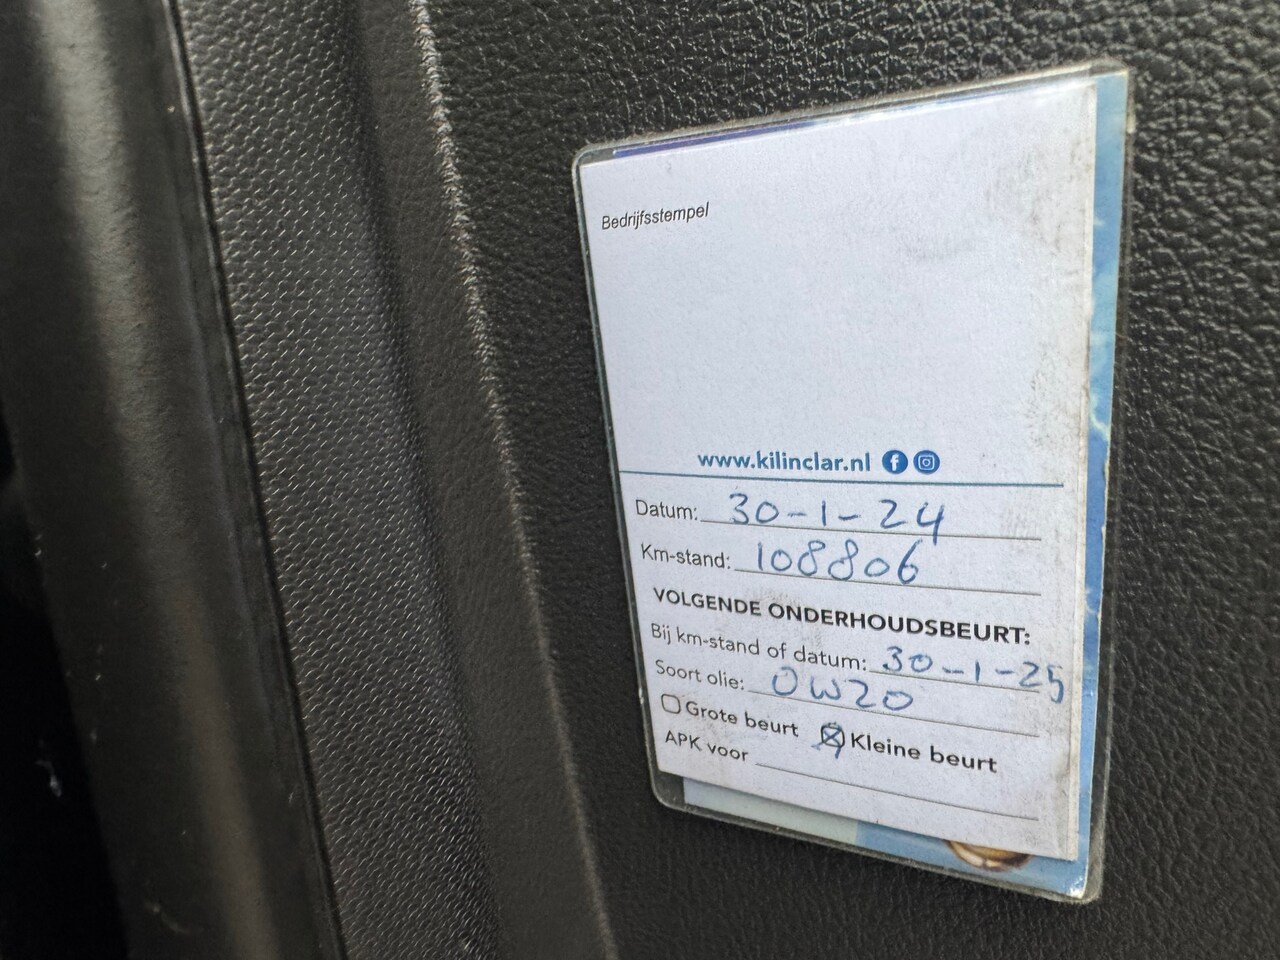 Bedrijfsstempel
www.kilinclar.nl
Datum: 30-1-24
Km-stand: 108806
VOLGENDE ONDERHOUDSBEURT:
Bij km-stand of datum: 30-1-25
Soort olie: 0W20
Grote beurt Kleine beurt
APK voor